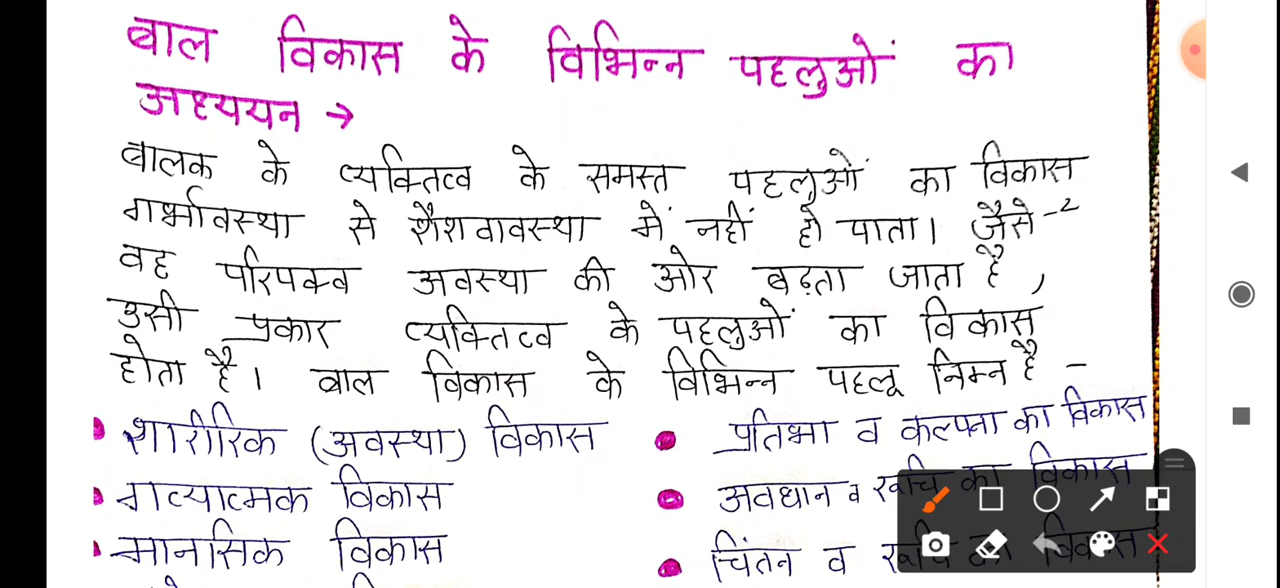 बाल विकास के विभिन्न पहलुओं का
अध्ययन →
बालक के व्यक्तित्व के समस्त पहलुओं का विकास
गर्भावस्था से शैशवावस्था में नहीं हो पाता। जैसे-2
वह परिपक्व अवस्था की ओर बढ़ता जाता है,
उसी प्रकार व्यक्तित्व के पहलुओं का विकास
होता है। बाल विकास के विभिन्न पहलू निम्न है -
• शारीरिक (अवस्था) विकास
• गत्यात्मक विकास
• मानसिक विकास
• प्रतिभा व कल्पना का विकास
• अवधान व रूचि का विकास
• चिंतन व रूचि का विकास